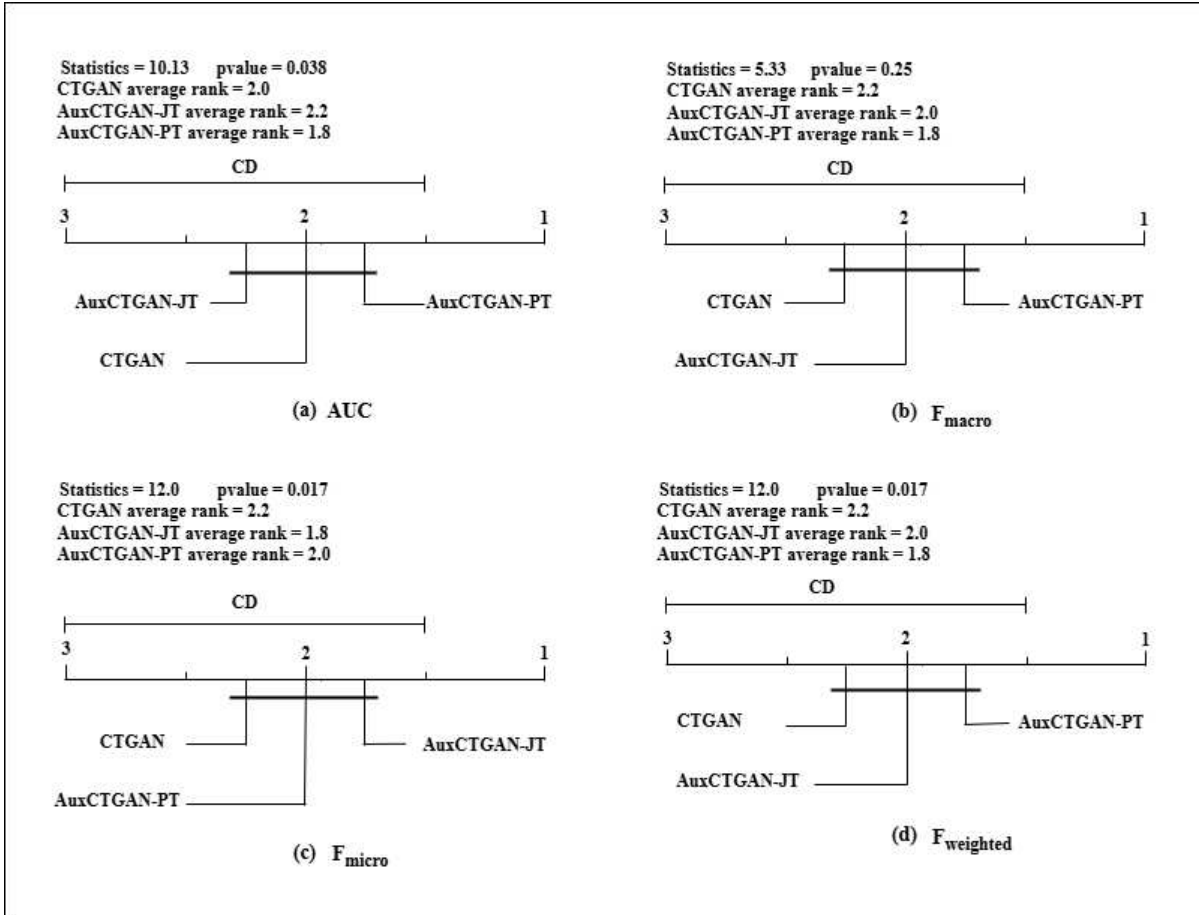 Statistics = 10.13 pvalue = 0.038
CTGAN average rank = 2.0
AuxCTGAN-JT average rank = 2.2
AuxCTGAN-PT average rank = 1.8
CD
3 2 1
AuxCTGAN-JT AuxCTGAN-PT
CTGAN
(a) AUC
Statistics = 5.33 pvalue = 0.25
CTGAN average rank = 2.2
AuxCTGAN-JT average rank = 2.0
AuxCTGAN-PT average rank = 1.8
CD
3 2 1
CTGAN AuxCTGAN-PT
AuxCTGAN-JT
(b) Fmacro
Statistics = 12.0 pvalue = 0.017
CTGAN average rank = 2.2
AuxCTGAN-JT average rank = 1.8
AuxCTGAN-PT average rank = 2.0
CD
3 2 1
CTGAN AuxCTGAN-JT
AuxCTGAN-PT
(c) Fmicro
Statistics = 12.0 pvalue = 0.017
CTGAN average rank = 2.2
AuxCTGAN-JT average rank = 2.0
AuxCTGAN-PT average rank = 1.8
CD
3 2 1
CTGAN AuxCTGAN-PT
AuxCTGAN-JT
(d) Fweighted